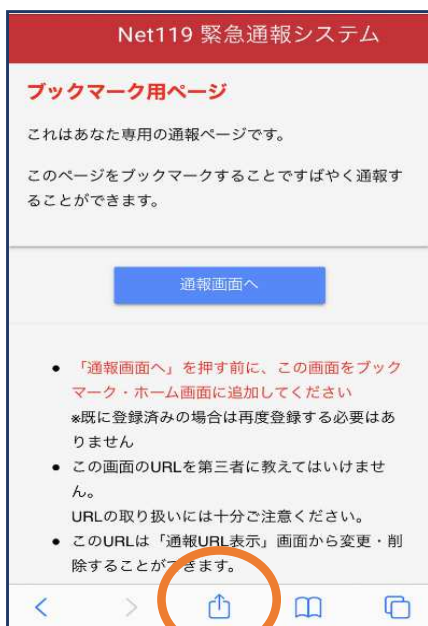 Net119 緊急通報システム
ブックマーク用ページ
これはあなた専用の通報ページです。
このページをブックマークすることですばやく通報す
ることができます。
通報画面へ
● 「通報画面へ」を押す前に、この画面をブック
マーク・ホーム画面に追加してください
※既に登録済みの場合は再度登録する必要はあ
りません
● この画面のURLを第三者に教えてはいけませ
ん。
URLの取り扱いには十分ご注意ください。
● このURLは「通報URL表示」画面から変更・削
除することができます。